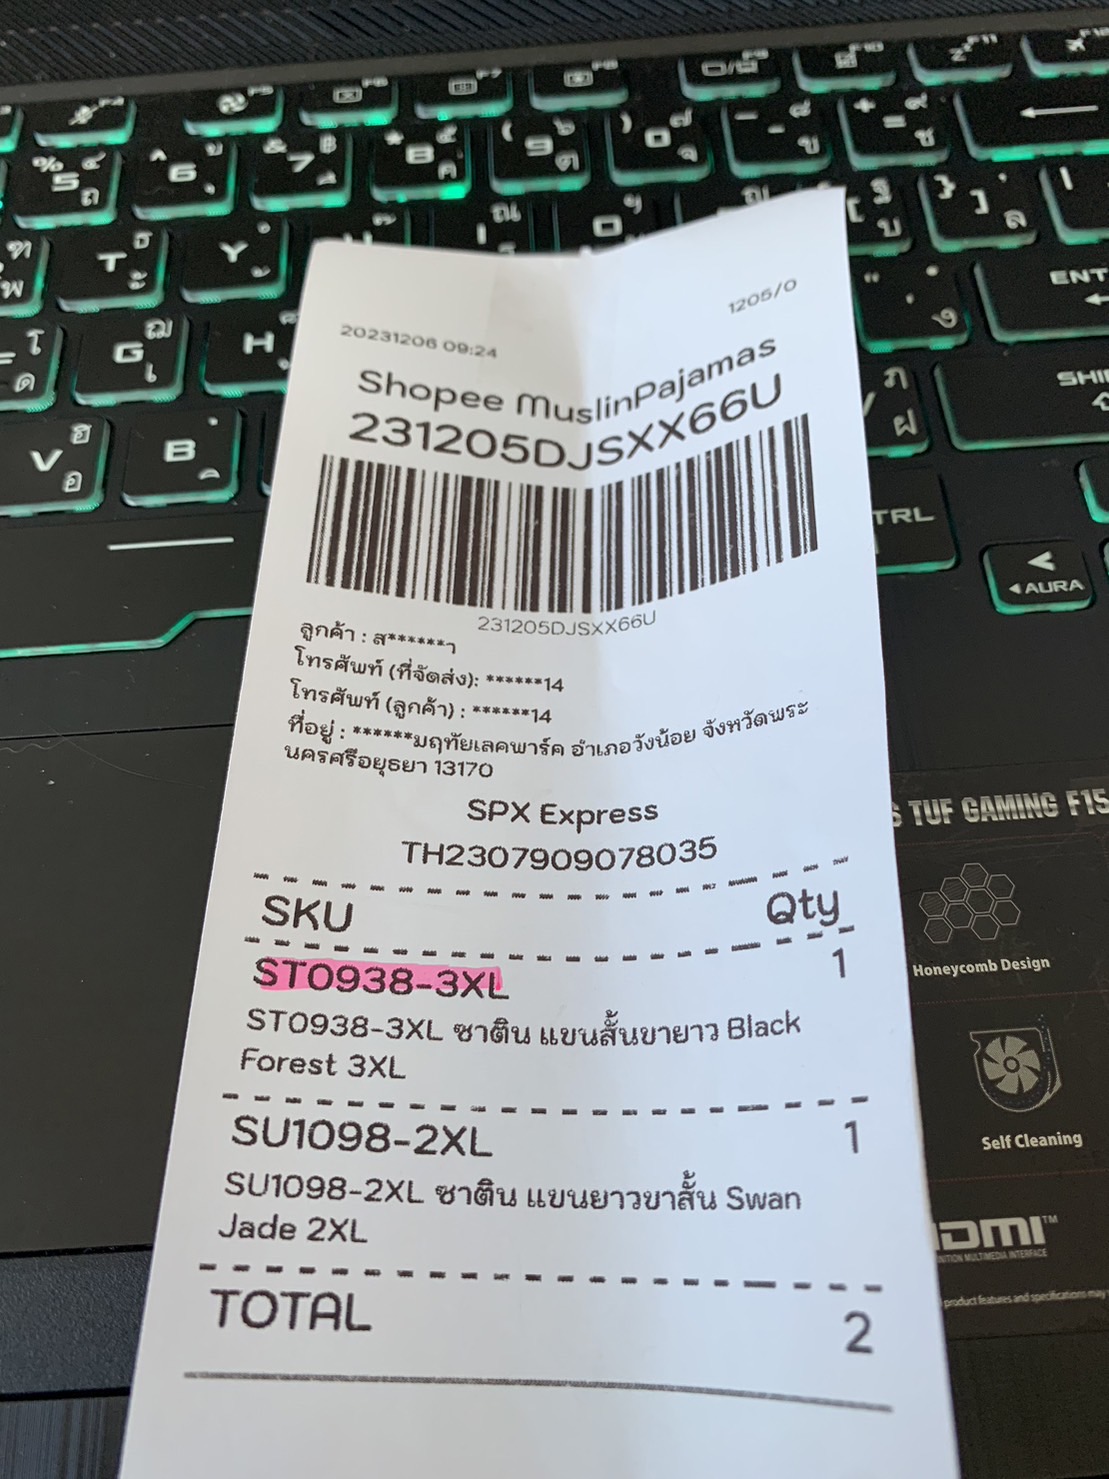 20231206 09:24
1205/0
Shopee MuslinPajamas
231205DJSXX66U
231205DJSXX66U
ลูกค้า : ส******า
โทรศัพท์ (ที่จัดส่ง): ******14
โทรศัพท์ (ลูกค้า) : ******14
ที่อยู่ : ******มฤทัยเลคพาร์ค อำเภอวังน้อย จังหวัดพระ
นครศรีอยุธยา 13170
SPX Express
TH2307909078035
SKU Qty
ST0938-3XL 1
ST0938-3XL ซาติน แขนสั้นขายาว Black
Forest 3XL
SU1098-2XL 1
SU1098-2XL ซาติน แขนยาวขาสั้น Swan
Jade 2XL
TOTAL 2
TUF GAMING F15
Honeycomb Design
Self Cleaning
product features and specifications may
CTRL
AURA